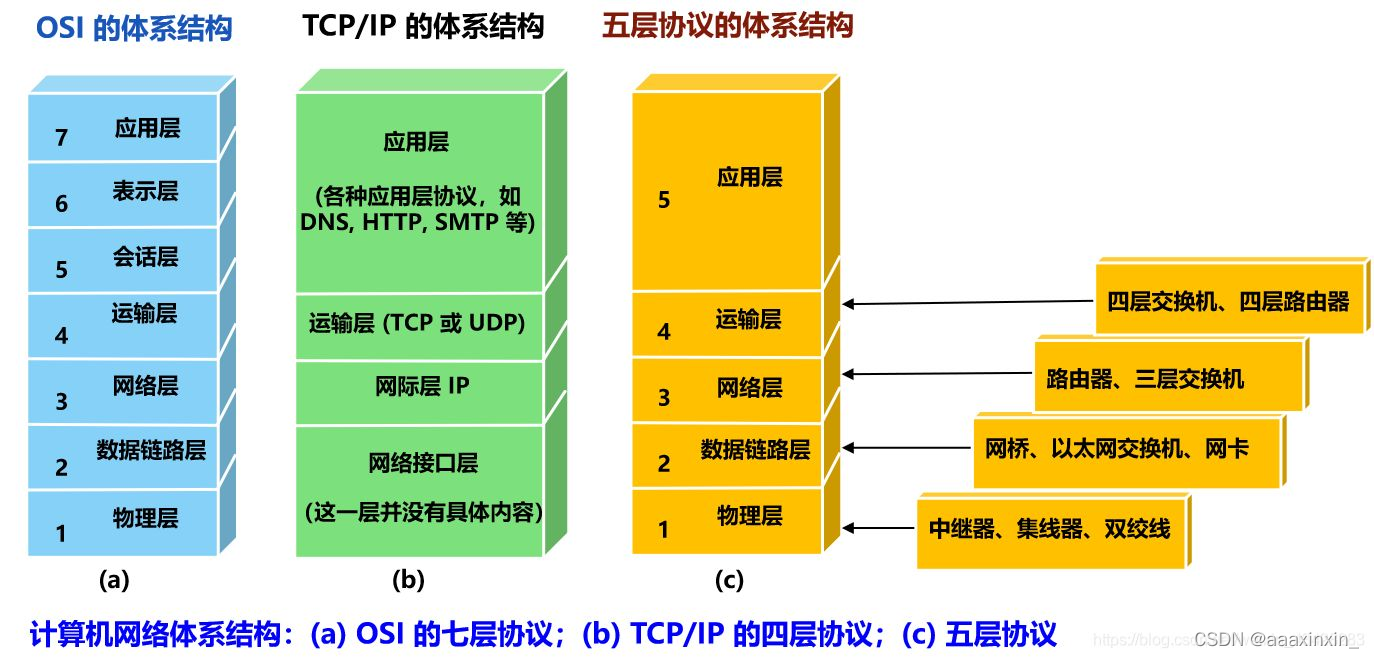 OSI 的体系结构
TCP/IP 的体系结构
五层协议的体系结构
7 应用层
6 表示层
5 会话层
4 运输层
3 网络层
2 数据链路层
1 物理层
(a)
应用层
(各种应用层协议，如
DNS, HTTP, SMTP 等)
运输层 (TCP 或 UDP)
网际层 IP
网络接口层
(这一层并没有具体内容)
(b)
5 应用层
4 运输层
3 网络层
2 数据链路层
1 物理层
(c)
四层交换机、四层路由器
路由器、三层交换机
网桥、以太网交换机、网卡
中继器、集线器、双绞线
计算机网络体系结构：(a) OSI 的七层协议；(b) TCP/IP 的四层协议；(c) 五层协议
CSDN @aaaxinxin_